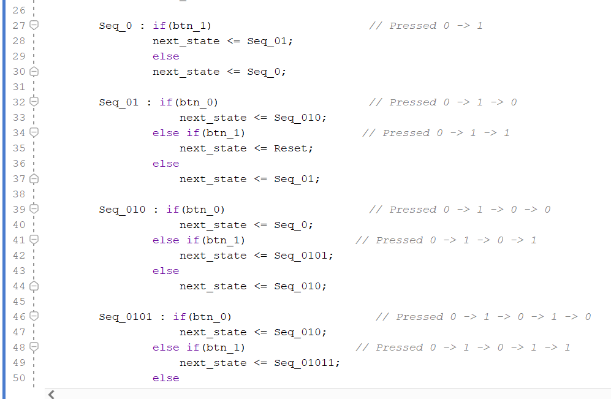 26
27 Seq_0 : if(btn_1) // Pressed 0 -> 1
28 next_state <= Seq_01;
29 else
30 next_state <= Seq_0;
31
32 Seq_01 : if(btn_0) // Pressed 0 -> 1 -> 0
33 next_state <= Seq_010;
34 else if(btn_1) // Pressed 0 -> 1 -> 1
35 next_state <= Reset;
36 else
37 next_state <= Seq_01;
38
39 Seq_010 : if(btn_0) // Pressed 0 -> 1 -> 0 -> 0
40 next_state <= Seq_0;
41 else if(btn_1) // Pressed 0 -> 1 -> 0 -> 1
42 next_state <= Seq_0101;
43 else
44 next_state <= Seq_010;
45
46 Seq_0101 : if(btn_0) // Pressed 0 -> 1 -> 0 -> 1 -> 0
47 next_state <= Seq_010;
48 else if(btn_1) // Pressed 0 -> 1 -> 0 -> 1 -> 1
49 next_state <= Seq_01011;
50 else